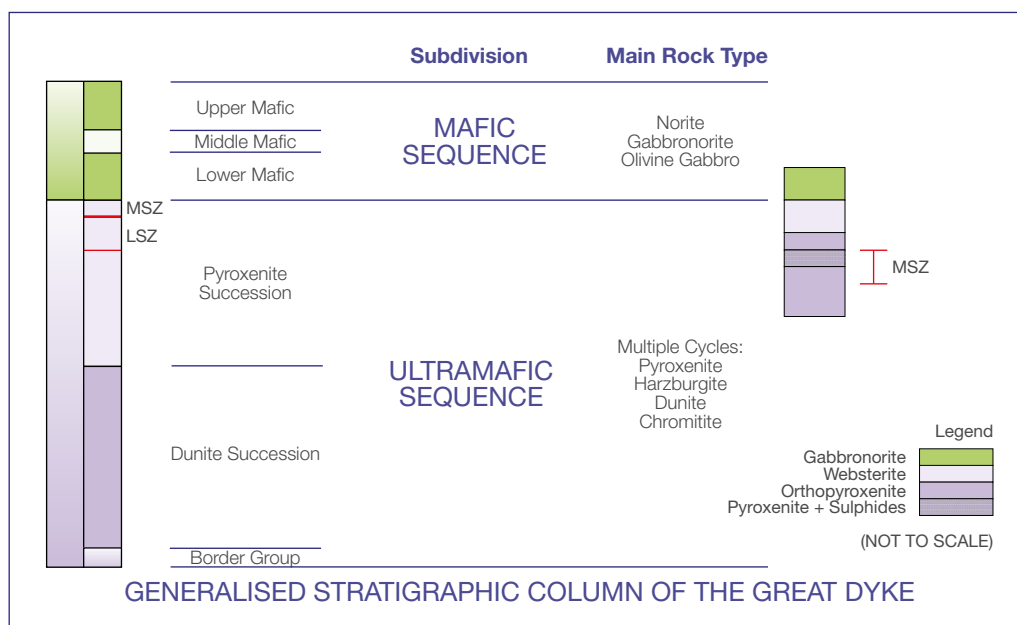 Subdivision
Main Rock Type
Upper Mafic
Middle Mafic
Lower Mafic
MAFIC
SEQUENCE
Norite
Gabbronorite
Olivine Gabbro
MSZ
LSZ
Pyroxenite
Succession
MSZ
ULTRAMAFIC
SEQUENCE
Multiple Cycles:
Pyroxenite
Harzburgite
Dunite
Chromitite
Dunite Succession
Border Group
Legend
Gabbronorite
Websterite
Orthopyroxenite
Pyroxenite + Sulphides
(NOT TO SCALE)
GENERALISED STRATIGRAPHIC COLUMN OF THE GREAT DYKE